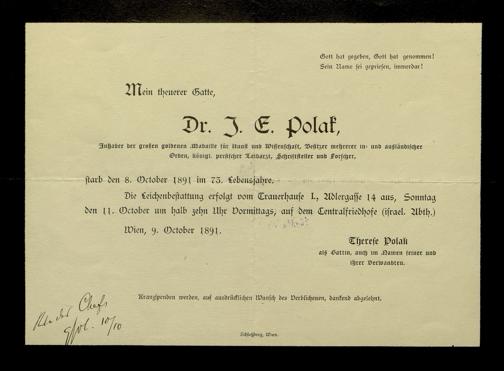 Gott hat gegeben, Gott hat genommen!
Sein Name sei gepriesen, immerdar!
Mein theuerer Gatte,
Dr. J. E. Polak,
Inhaber der großen goldenen Medaille für Kunst und Wissenschaft, Besitzer mehrerer in- und ausländischer
Orden, königl. persischer Leibarzt, Schriftsteller und Forscher,
starb den 8. October 1891 im 73. Lebensjahre.
Die Leichenbestattung erfolgt vom Trauerhause I., Adlergasse 14 aus, Sonntag
den 11. October um halb zehn Uhr Vormittags, auf dem Centralfriedhofe (israel. Abth.)
Wien, 9. October 1891.
Therese Polak
als Gattin, auch im Namen seiner und
ihrer Verwandten.
Kranzspenden werden, auf ausdrücklichen Wunsch des Verblichenen, dankend abgelehnt.
Chefs
10/10
Schloßberg, Wien.